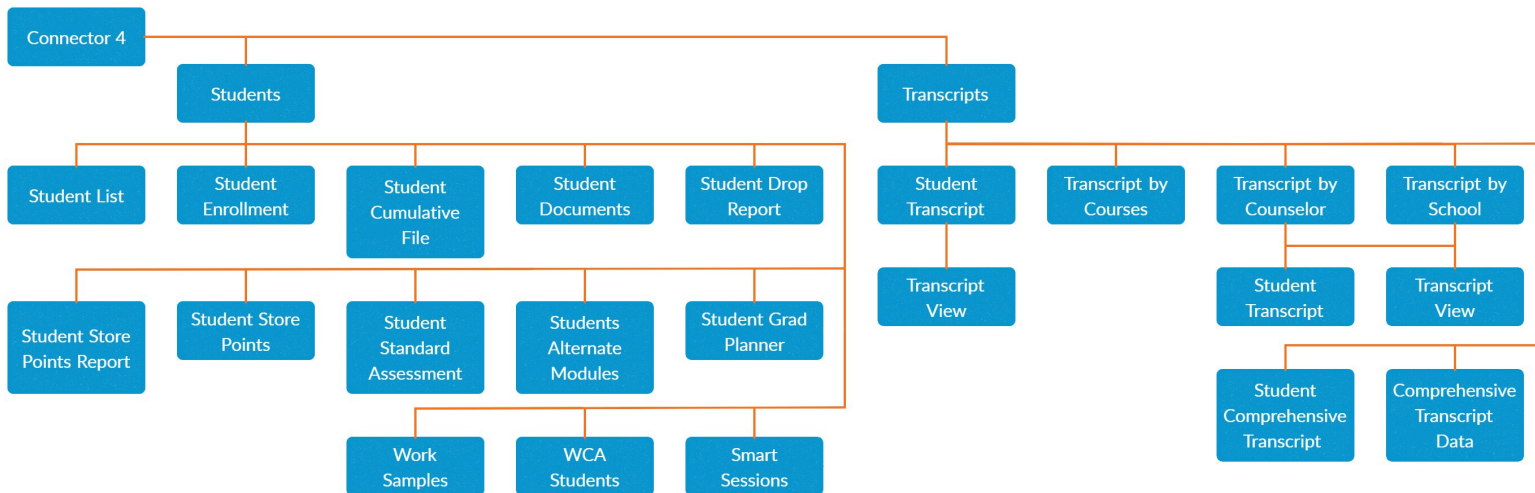 Connector 4
Students
Transcripts
Student List
Student
Enrollment
Student
Cumulative
File
Student
Documents
Student Drop
Report
Student
Transcript
Transcript by
Courses
Transcript by
Counselor
Transcript by
School
Student Store
Points Report
Student Store
Points
Student
Standard
Assessment
Students
Alternate
Modules
Student Grad
Planner
Transcript
View
Student
Transcript
Transcript
View
Student
Comprehensive
Transcript
Comprehensive
Transcript
Data
Work
Samples
WCA
Students
Smart
Sessions